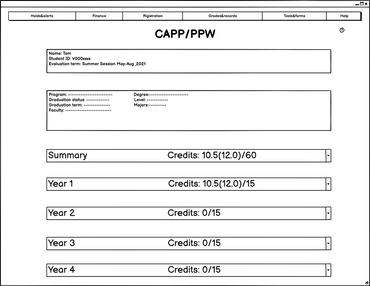 Holds&alerts Finance Rigistration Grades&records Tools&forms Help
CAPP/PPW
Name: Tom
Student ID: V000xxx
Evaluation term: Summer Session May-Aug ,2021
Program: -------------------------- Degree:------------------------
Graduation status: -------------- Level : -------------
Graduation term: --------------- Majors:-----------
Faculty: ----------------------------
Summary Credits: 10.5(12.0)/60
Year 1 Credits: 10.5(12.0)/15
Year 2 Credits: 0/15
Year 3 Credits: 0/15
Year 4 Credits: 0/15